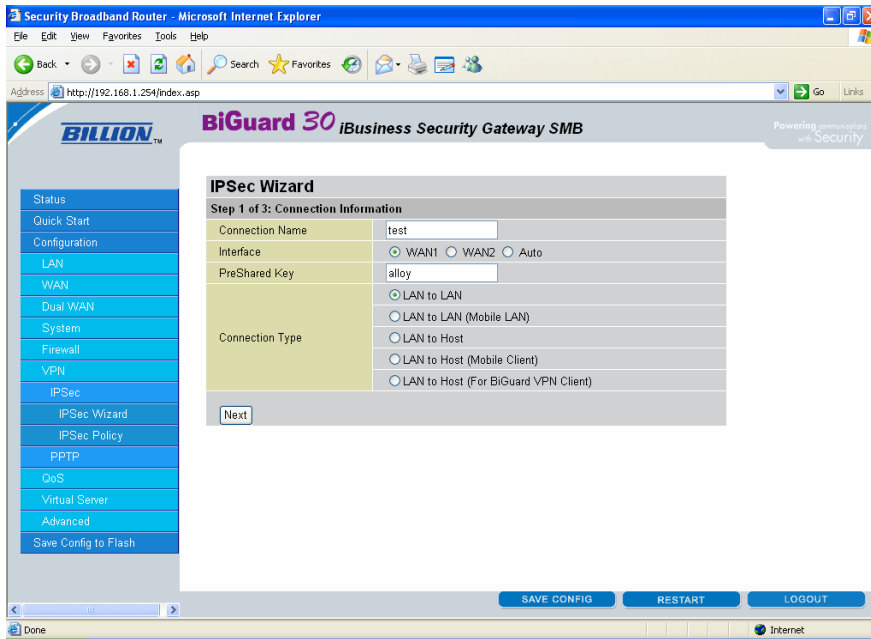 Security Broadband Router - Microsoft Internet Explorer
File Edit View Favorites Tools Help
Back Search Favorites
Address http://192.168.1.254/index.asp Go Links
BILLION TM
BiGuard 30 iBusiness Security Gateway SMB
Powering communications
with Security
IPSec Wizard
Step 1 of 3: Connection Information
Connection Name test
Interface WAN1 WAN2 Auto
PreShared Key alloy
Connection Type
LAN to LAN
LAN to LAN (Mobile LAN)
LAN to Host
LAN to Host (Mobile Client)
LAN to Host (For BiGuard VPN Client)
Next
Status
Quick Start
Configuration
LAN
WAN
Dual WAN
System
Firewall
VPN
IPSec
IPSec Wizard
IPSec Policy
PPTP
QoS
Virtual Server
Advanced
Save Config to Flash
SAVE CONFIG RESTART LOGOUT
Done Internet